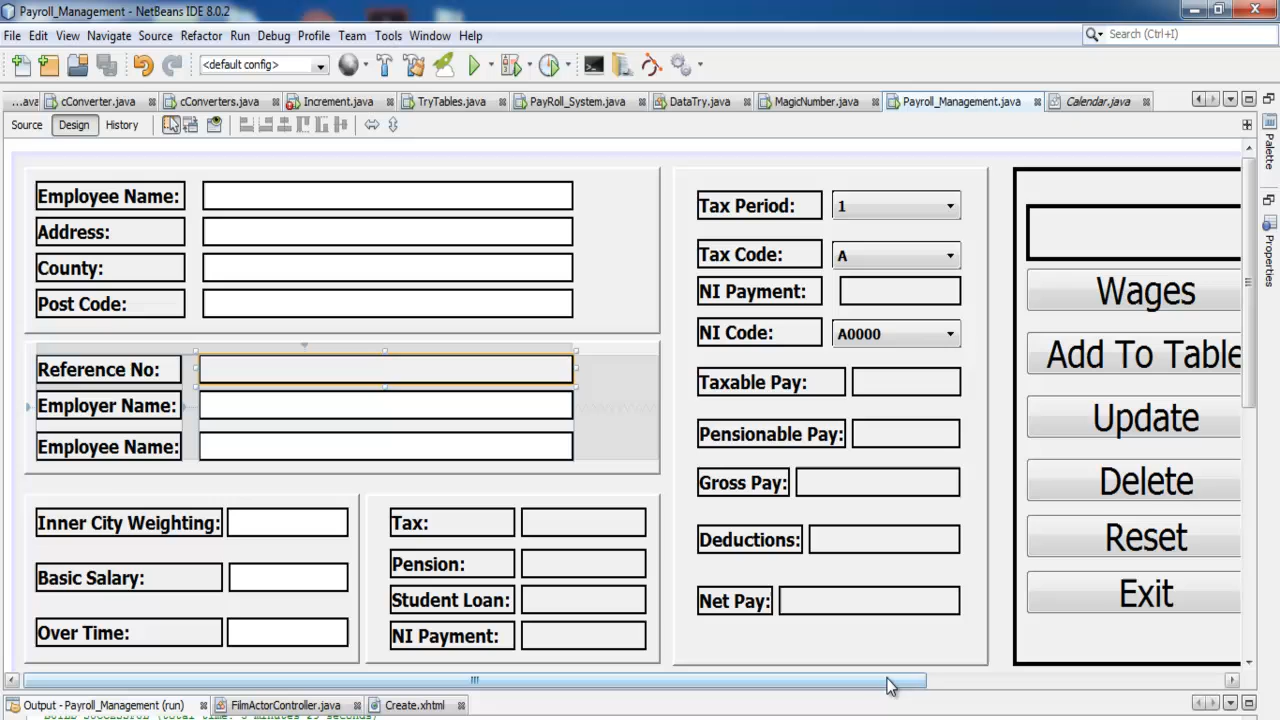 Payroll_Management - NetBeans IDE 8.0.2
File Edit View Navigate Source Refactor Run Debug Profile Team Tools Window Help
Search (Ctrl+I)
<default config>
...ava cConverter.java cConverters.java Increment.java TryTables.java PayRoll_System.java DataTry.java MagicNumber.java Payroll_Management.java Calendar.java
Source Design History
Palette
Properties
Employee Name:
Address:
County:
Post Code:
Reference No:
Employer Name:
Employee Name:
Inner City Weighting:
Basic Salary:
Over Time:
Tax:
Pension:
Student Loan:
NI Payment:
Tax Period: 1
Tax Code: A
NI Payment:
NI Code: A0000
Taxable Pay:
Pensionable Pay:
Gross Pay:
Deductions:
Net Pay:
Wages
Add To Table
Update
Delete
Reset
Exit
Output - Payroll_Management (run) FilmActorController.java Create.xhtml